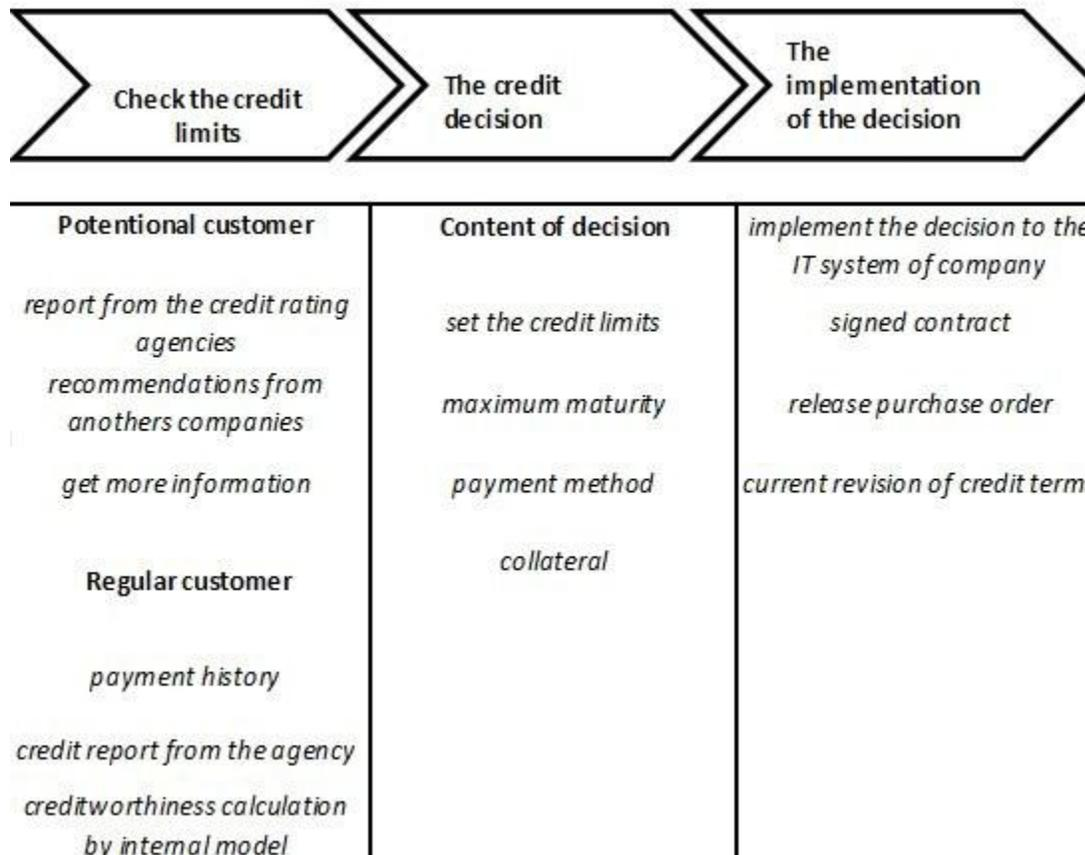 Check the credit
limits
The credit
decision
The
implementation
of the decision
Potentional customer
report from the credit rating
agencies
recommendations from
anothers companies
get more information
Regular customer
payment history
credit report from the agency
creditworthiness calculation
by internal model
Content of decision
set the credit limits
maximum maturity
payment method
collateral
implement the decision to the
IT system of company
signed contract
release purchase order
current revision of credit term